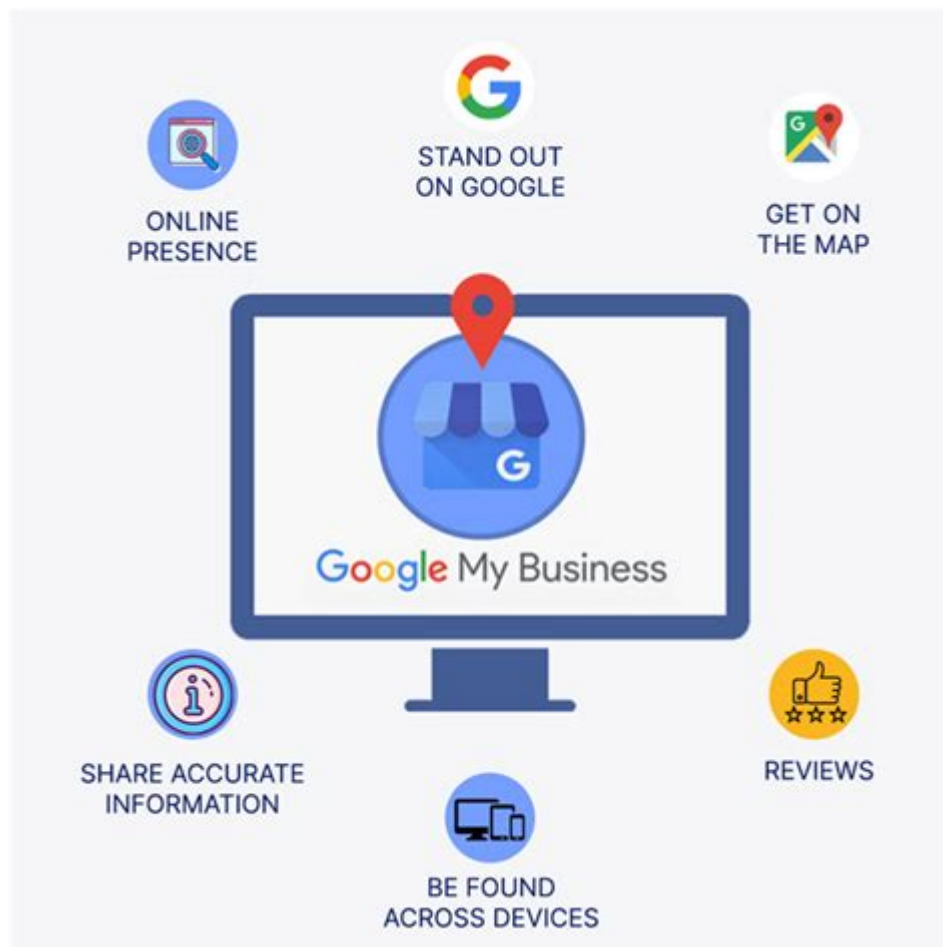 G
STAND OUT
ON GOOGLE
G
ONLINE
PRESENCE
GET ON
THE MAP
G
Google My Business
i
SHARE ACCURATE
INFORMATION
REVIEWS
BE FOUND
ACROSS DEVICES